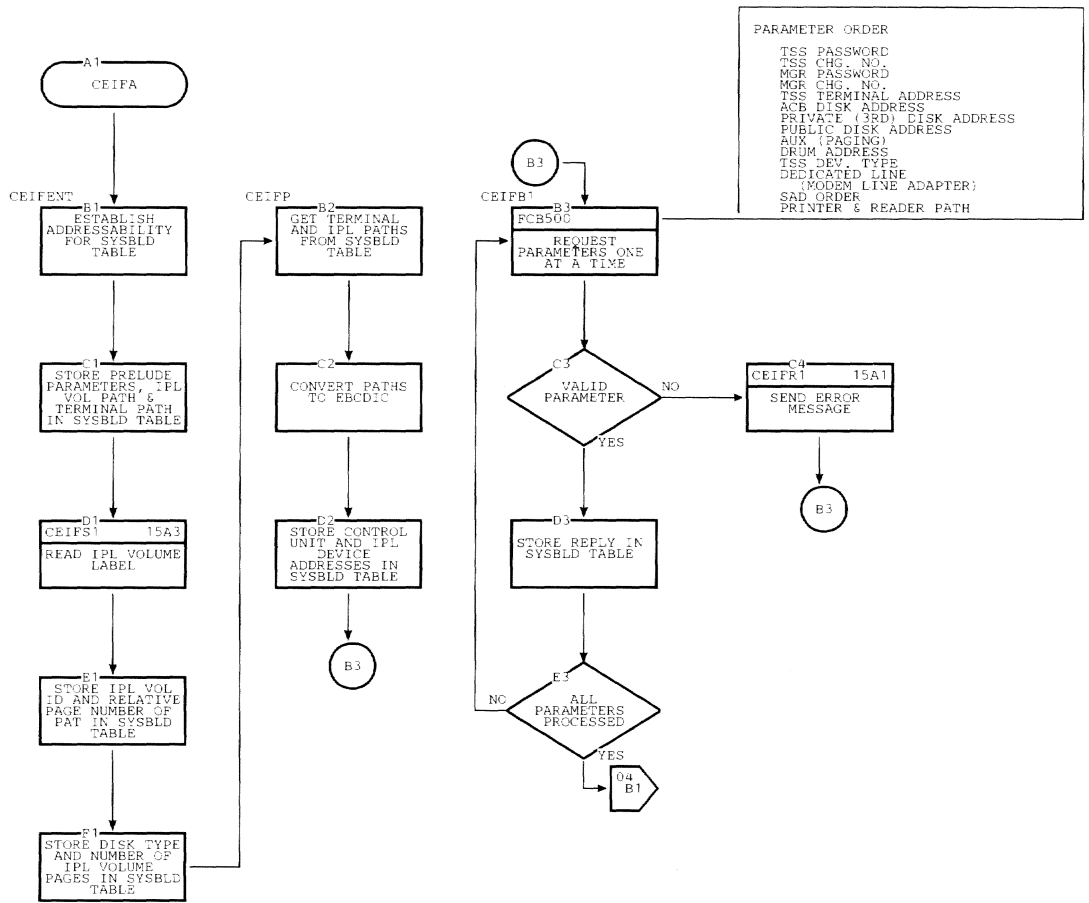 A1
CEIFA
CEIFENT
B1
ESTABLISH
ADDRESSABILITY
FOR SYSBLD
TABLE
C1
STORE PRELUDE
PARAMETERS, IPL
VOL PATH &
TERMINAL PATH
IN SYSBLD TABLE
D1
CEIFS1 15A3
READ IPL VOLUME
LABEL
E1
STORE IPL VOL
ID AND RELATIVE
PAGE NUMBER OF
PAT IN SYSBLD
TABLE
F1
STORE DISK TYPE
AND NUMBER OF
IPL VOLUME
PAGES IN SYSBLD
TABLE
CEIFP
B2
GET TERMINAL
AND IPL PATHS
FROM SYSBLD
TABLE
C2
CONVERT PATHS
TO EBCDIC
D2
STORE CONTROL
UNIT AND IPL
DEVICE
ADDRESSES IN
SYSBLD TABLE
B3
B3
CEIFB1
B3
FCB500
REQUEST
PARAMETERS ONE
AT A TIME
C3
VALID
PARAMETER
NO
YES
D3
STORE REPLY IN
SYSBLD TABLE
E3
ALL
PARAMETERS
PROCESSED
NO
YES
04
B1
C4
CEIFR1 15A1
SEND ERROR
MESSAGE
B3
PARAMETER ORDER
TSS PASSWORD
TSS CHG. NO.
MGR PASSWORD
MGR CHG. NO.
TSS TERMINAL ADDRESS
ACB DISK ADDRESS
PRIVATE (3RD) DISK ADDRESS
PUBLIC DISK ADDRESS
AUX (PAGING)
DRUM ADDRESS
TSS DEV. TYPE
DEDICATED LINE
(MODEM LINE ADAPTER)
SAD ORDER
PRINTER & READER PATH